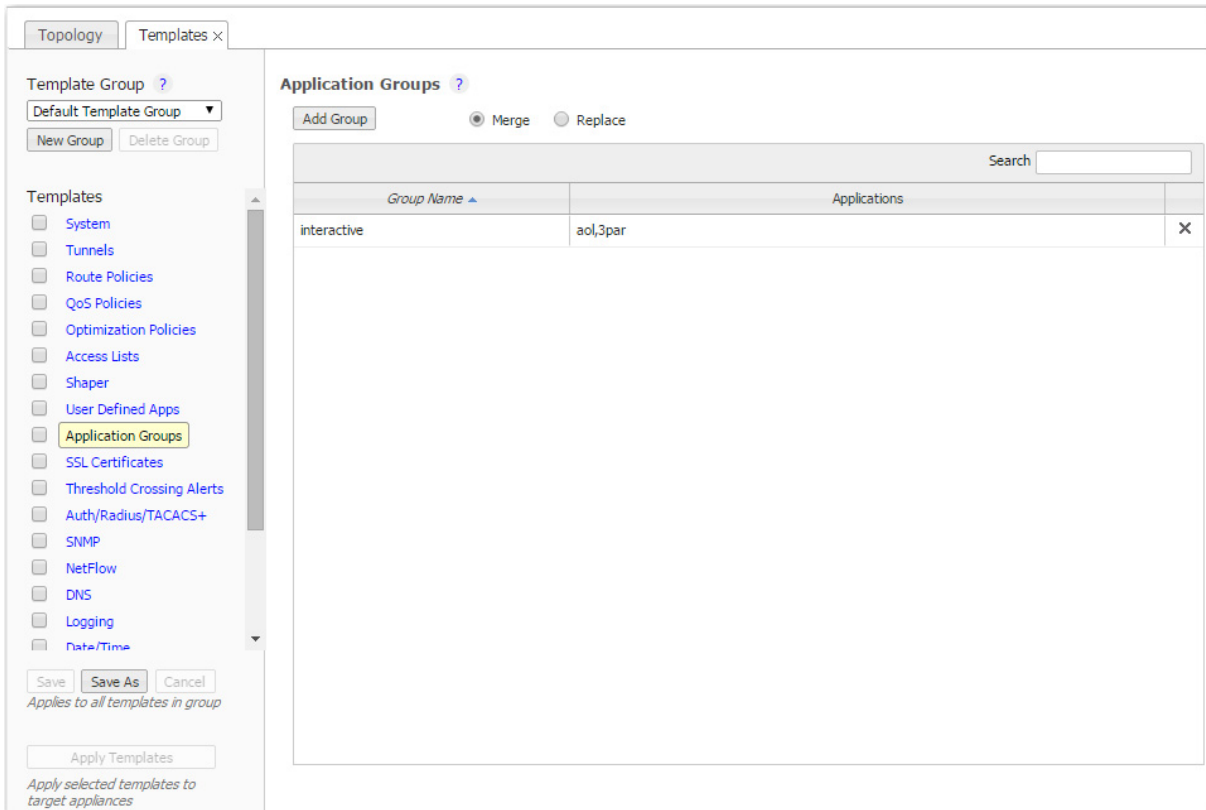 Topology
Templates ×
Template Group ?
Default Template Group ▼
New Group
Delete Group
Templates
System
Tunnels
Route Policies
QoS Policies
Optimization Policies
Access Lists
Shaper
User Defined Apps
Application Groups
SSL Certificates
Threshold Crossing Alerts
Auth/Radius/TACACS+
SNMP
NetFlow
DNS
Logging
Date/Time
Save
Save As
Cancel
Applies to all templates in group
Apply Templates
Apply selected templates to
target appliances
Application Groups ?
Add Group
Merge
Replace
Search
Group Name
Applications
interactive
aol,3par